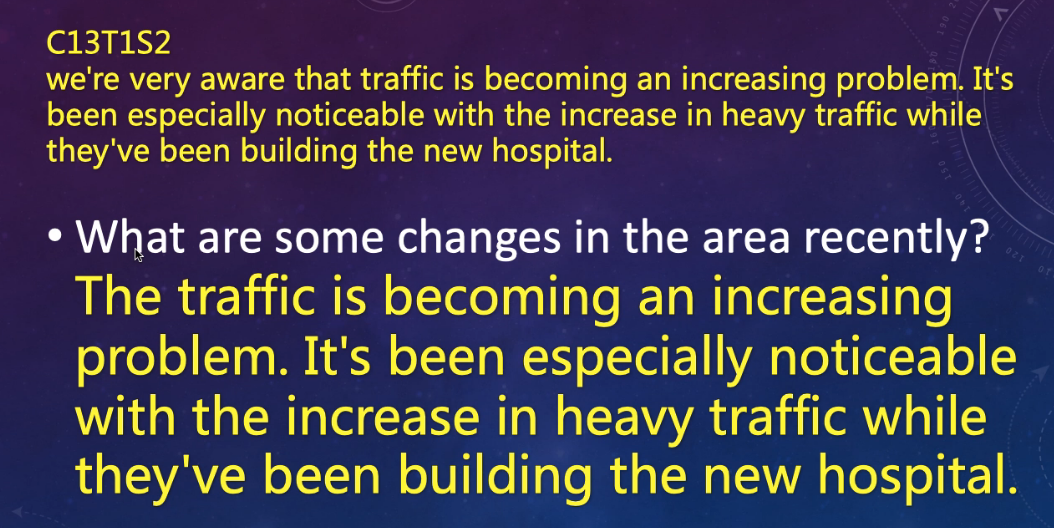 C13T1S2
we're very aware that traffic is becoming an increasing problem. It's
been especially noticeable with the increase in heavy traffic while
they've been building the new hospital.
• What are some changes in the area recently?
The traffic is becoming an increasing
problem. It's been especially noticeable
with the increase in heavy traffic while
they've been building the new hospital.